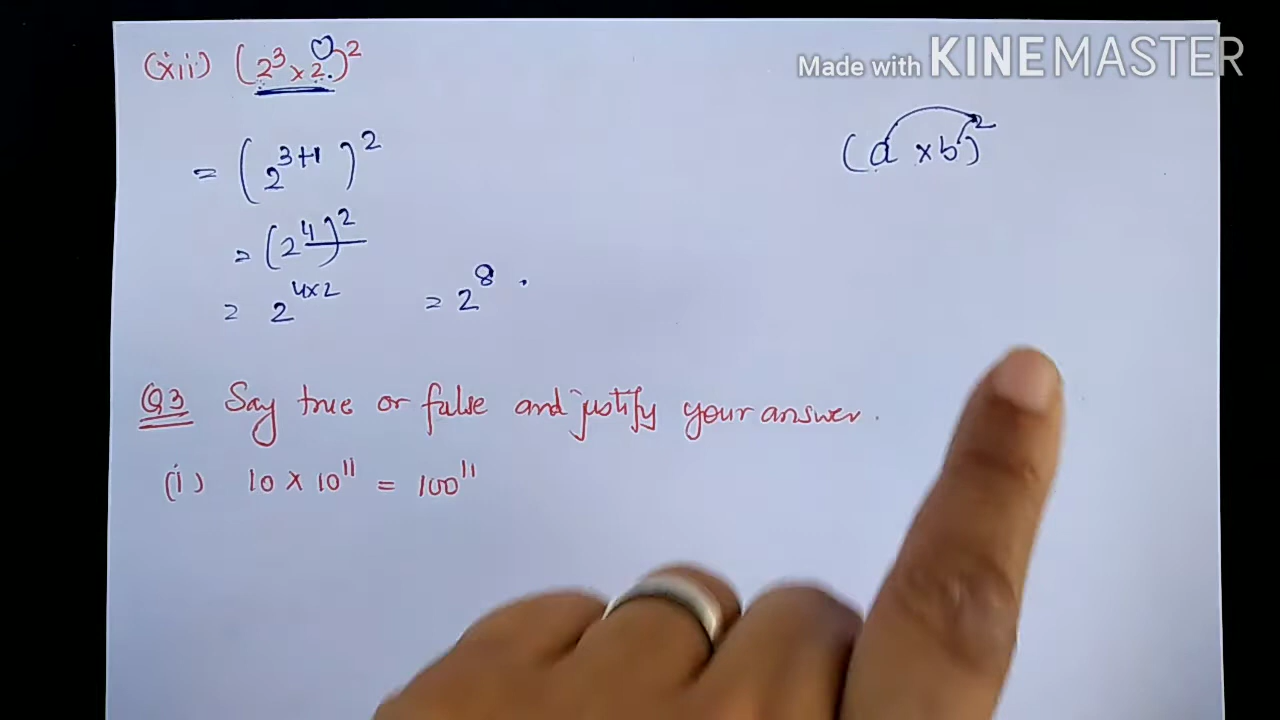 (xii) (2³ × 2.)²
Made with KINEMASTER
= (2³⁺¹)²
(a × b)²
= (2⁴)²
= 2⁴ˣ² = 2⁸ .
Q3 Say true or false and justify your answer.
(i) 10 × 10¹¹ = 100¹¹